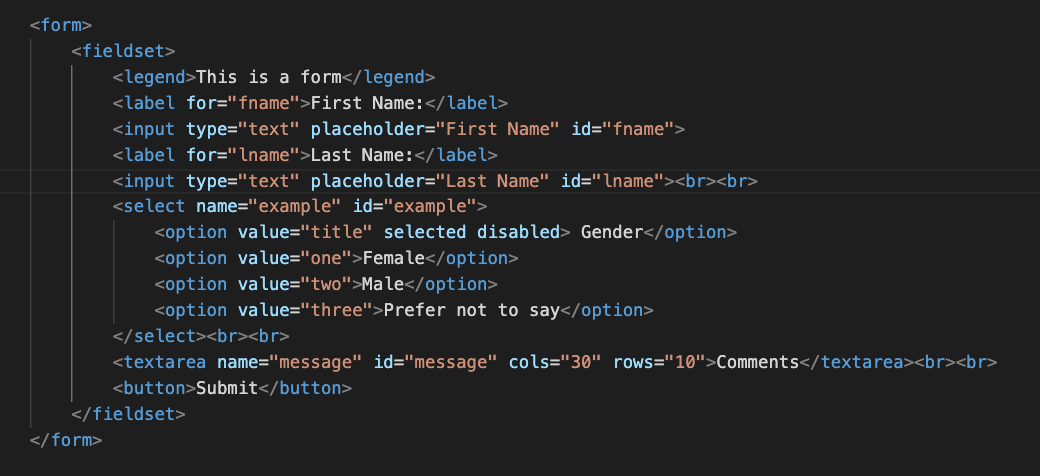 <form>
<fieldset>
<legend>This is a form</legend>
<label for="fname">First Name:</label>
<input type="text" placeholder="First Name" id="fname">
<label for="lname">Last Name:</label>
<input type="text" placeholder="Last Name" id="lname"><br><br>
<select name="example" id="example">
<option value="title" selected disabled> Gender</option>
<option value="one">Female</option>
<option value="two">Male</option>
<option value="three">Prefer not to say</option>
</select><br><br>
<textarea name="message" id="message" cols="30" rows="10">Comments</textarea><br><br>
<button>Submit</button>
</fieldset>
</form>